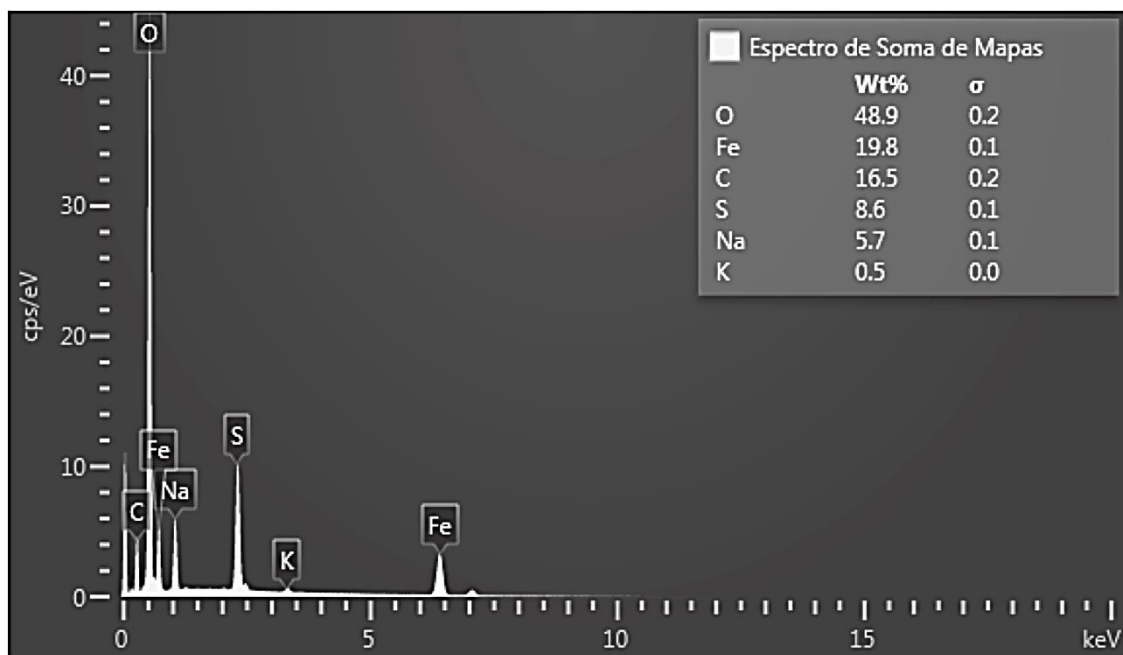 Espectro de Soma de Mapas
Wt% σ
O 48.9 0.2
Fe 19.8 0.1
C 16.5 0.2
S 8.6 0.1
Na 5.7 0.1
K 0.5 0.0
cps/eV
40
30
20
10
0
O
Fe
C
Na
S
K
Fe
0 5 10 15 keV